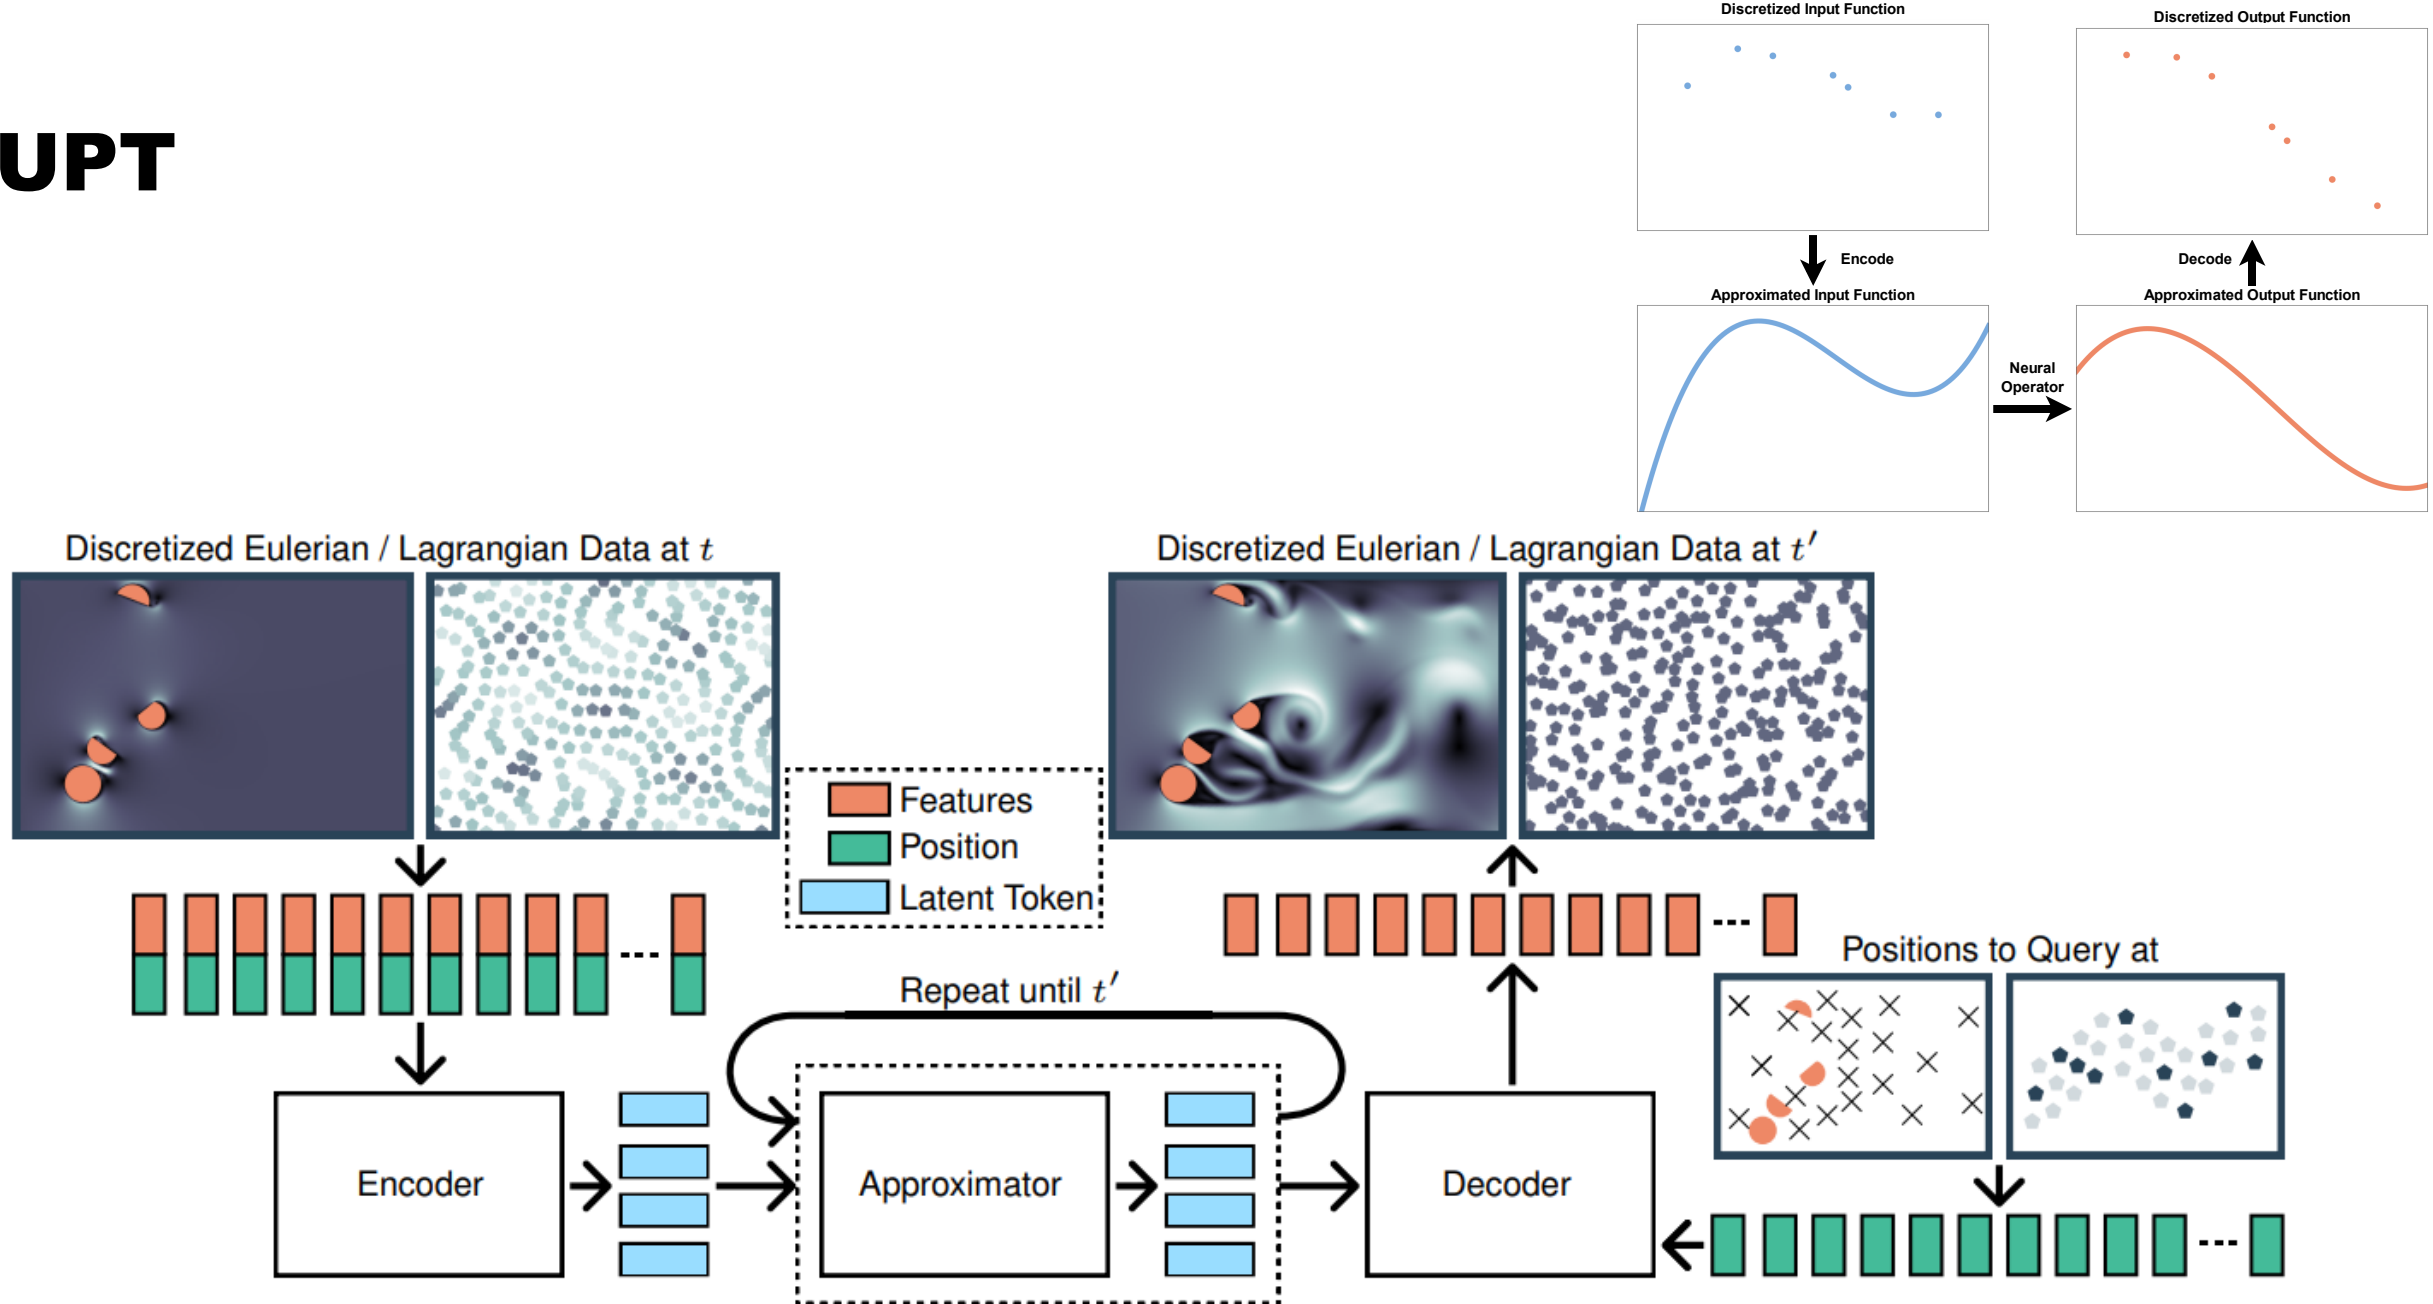 UPT
Discretized Input Function
Discretized Output Function
Encode
Decode
Approximated Input Function
Approximated Output Function
Neural
Operator
Discretized Eulerian / Lagrangian Data at t
Discretized Eulerian / Lagrangian Data at t′
Features
Position
Latent Token
Positions to Query at
Repeat until t′
Encoder
Approximator
Decoder